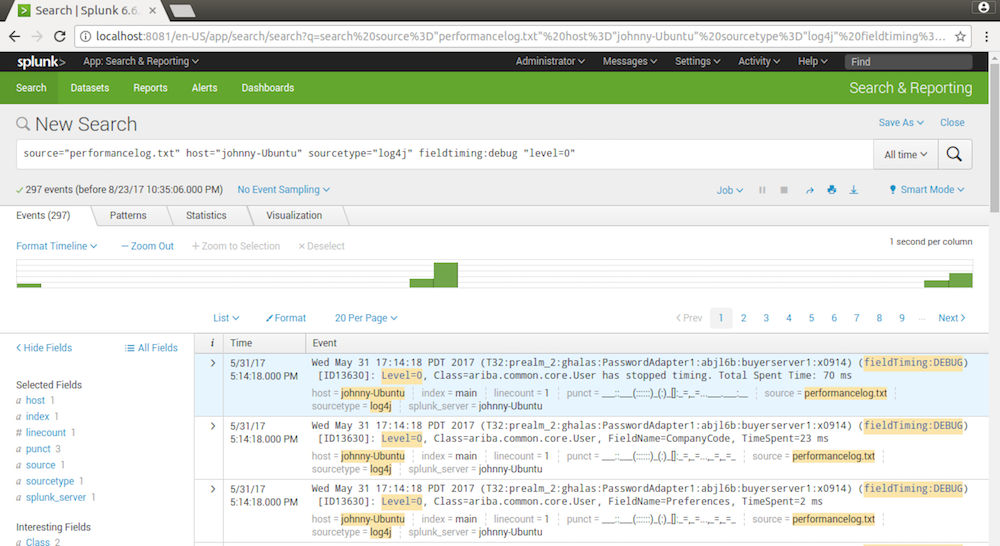 Search | Splunk 6.6.
localhost:8081/en-US/app/search/search?q=search%20source%3D"performancelog.txt"%20host%3D"johnny-Ubuntu"%20sourcetype%3D"log4j"%20fieldtiming%3...
splunk> App: Search & Reporting Administrator Messages Settings Activity Help Find
Search Datasets Reports Alerts Dashboards Search & Reporting
New Search Save As Close
source="performancelog.txt" host="johnny-Ubuntu" sourcetype="log4j" fieldtiming:debug "level=0" All time
297 events (before 8/23/17 10:35:06.000 PM) No Event Sampling Job Smart Mode
Events (297) Patterns Statistics Visualization
Format Timeline — Zoom Out + Zoom to Selection × Deselect 1 second per column
List Format 20 Per Page < Prev 1 2 3 4 5 6 7 8 9 ... Next >
< Hide Fields All Fields i Time Event
Selected Fields
a host 1
a index 1
# linecount 1
a punct 3
a source 1
a sourcetype 1
a splunk_server 1
Interesting Fields
a Class 2
> 5/31/17 Wed May 31 17:14:18 PDT 2017 (T32:prealm_2:ghalas:PasswordAdapter1:abjl6b:buyerserver1:x0914) (fieldTiming:DEBUG)
5:14:18.000 PM [ID13630]: Level=0, Class=ariba.common.core.User has stopped timing. Total Spent Time: 70 ms
host = johnny-Ubuntu index = main linecount = 1 punct = source = performancelog.txt
sourcetype = log4j splunk_server = johnny-Ubuntu
> 5/31/17 Wed May 31 17:14:18 PDT 2017 (T32:prealm_2:ghalas:PasswordAdapter1:abjl6b:buyerserver1:x0914) (fieldTiming:DEBUG)
5:14:18.000 PM [ID13630]: Level=0, Class=ariba.common.core.User, FieldName=CompanyCode, TimeSpent=23 ms
host = johnny-Ubuntu index = main linecount = 1 punct = source = performancelog.txt
sourcetype = log4j splunk_server = johnny-Ubuntu
> 5/31/17 Wed May 31 17:14:18 PDT 2017 (T32:prealm_2:ghalas:PasswordAdapter1:abjl6b:buyerserver1:x0914) (fieldTiming:DEBUG)
5:14:18.000 PM [ID13630]: Level=0, Class=ariba.common.core.User, FieldName=Preferences, TimeSpent=2 ms
host = johnny-Ubuntu index = main linecount = 1 punct = source = performancelog.txt
sourcetype = log4j splunk_server = johnny-Ubuntu